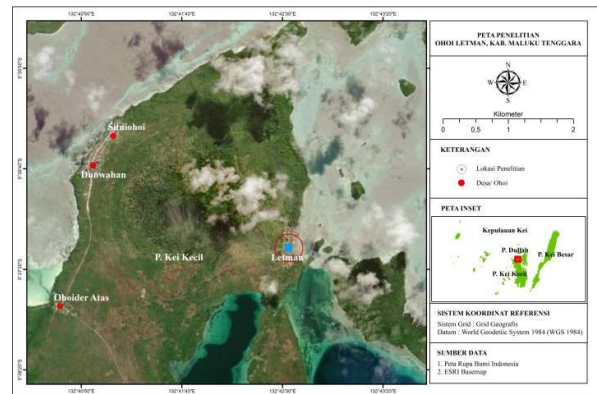 132°40'50"E
132°41'40"E
132°42'30"E
132°43'20"E
Sitniohoi
Dunwahan
P. Kei Kecil
Letman
Ohoider Atas
132°40'50"E
132°41'40"E
132°42'30"E
132°43'20"E
PETA PENELITIAN
OHOI LETMAN, KAB. MALUKU TENGGARA
N
W
E
S
Kilometer
0
0,5
1
2
KETERANGAN
Lokasi Penelitian
Desa/ Ohoi
PETA INSET
Kepulauan Kei
P. Dullah
P. Kei Besar
P. Kei Kecil
SISTEM KOORDINAT REFERENSI
Sistem Grid : Grid Geografis
Datum : World Geodetic System 1984 (WGS 1984)
SUMBER DATA
1. Peta Rupa Bumi Indonesia
2. ESRI Basemap